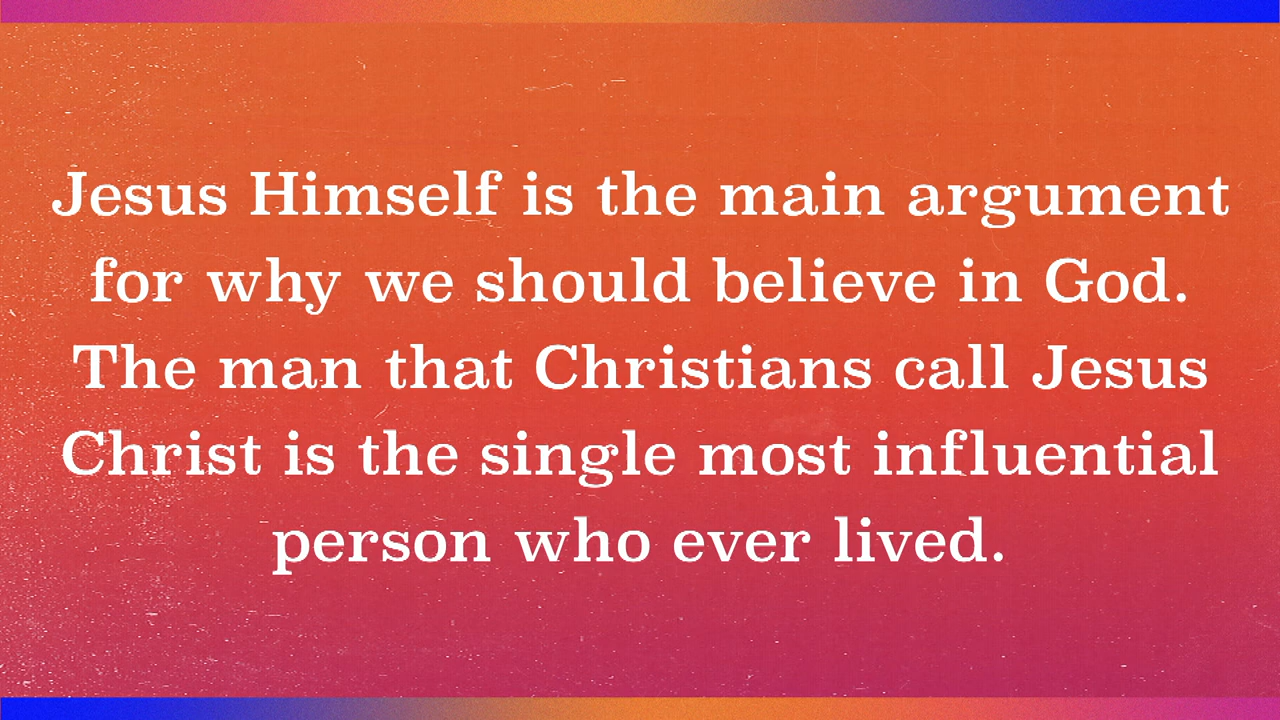 Jesus Himself is the main argument
for why we should believe in God.
The man that Christians call Jesus
Christ is the single most influential
person who ever lived.